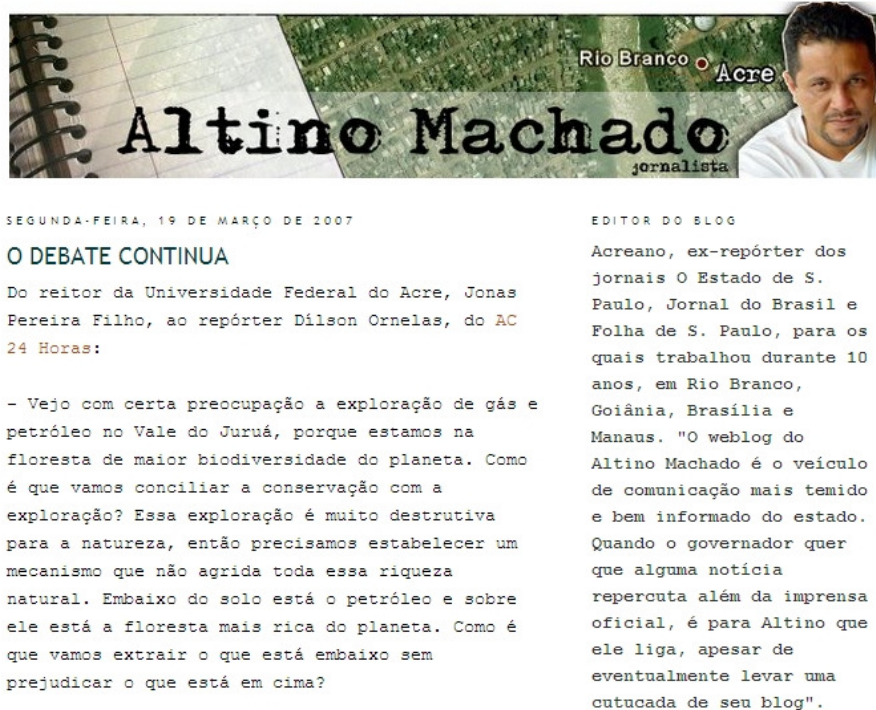 Rio Branco
Acre
Altino Machado
jornalista
SEGUNDA-FEIRA, 19 DE MARÇO DE 2007
O DEBATE CONTINUA
Do reitor da Universidade Federal do Acre, Jonas
Pereira Filho, ao repórter Dílson Ornelas, do AC
24 Horas:
- Vejo com certa preocupação a exploração de gás e
petróleo no Vale do Juruá, porque estamos na
floresta de maior biodiversidade do planeta. Como
é que vamos conciliar a conservação com a
exploração? Essa exploração é muito destrutiva
para a natureza, então precisamos estabelecer um
mecanismo que não agrida toda essa riqueza
natural. Embaixo do solo está o petróleo e sobre
ele está a floresta mais rica do planeta. Como é
que vamos extrair o que está embaixo sem
prejudicar o que está em cima?
EDITOR DO BLOG
Acreano, ex-repórter dos
jornais O Estado de S.
Paulo, Jornal do Brasil e
Folha de S. Paulo, para os
quais trabalhou durante 10
anos, em Rio Branco,
Goiânia, Brasília e
Manaus. "O weblog do
Altino Machado é o veículo
de comunicação mais temido
e bem informado do estado.
Quando o governador quer
que alguma notícia
repercuta além da imprensa
oficial, é para Altino que
ele liga, apesar de
eventualmente levar uma
cutucada de seu blog".